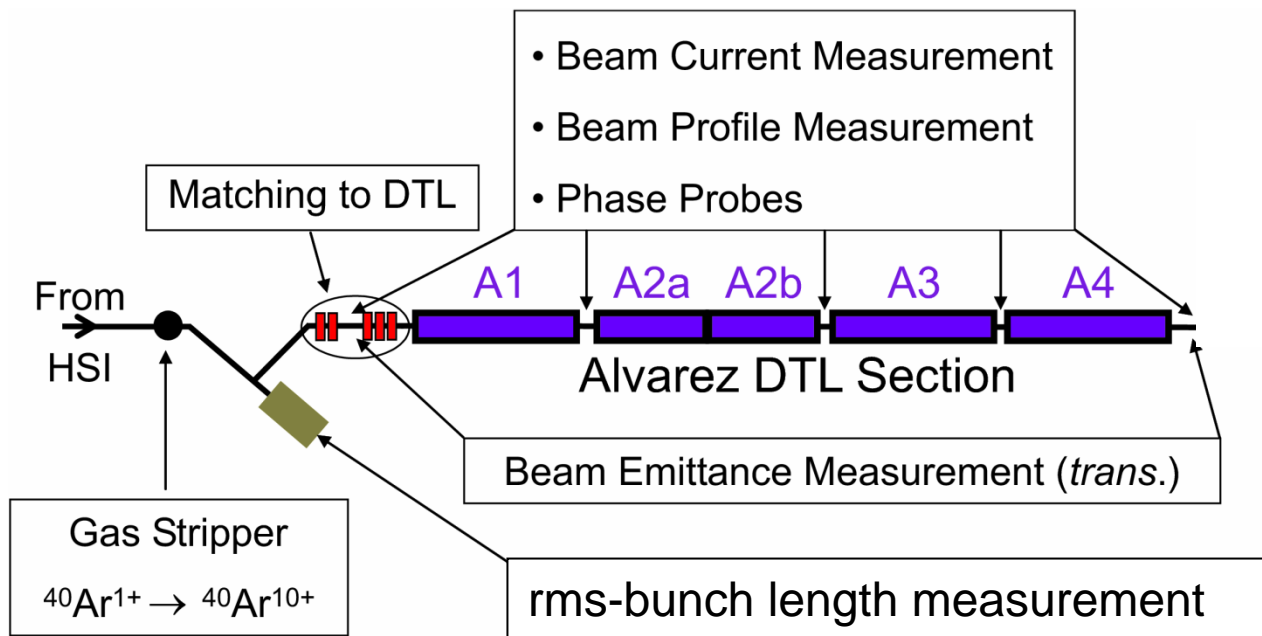 • Beam Current Measurement
• Beam Profile Measurement
• Phase Probes
Matching to DTL
From
HSI
A1
A2a
A2b
A3
A4
Alvarez DTL Section
Beam Emittance Measurement (trans.)
Gas Stripper
⁴⁰Ar¹⁺ → ⁴⁰Ar¹⁰⁺
rms-bunch length measurement